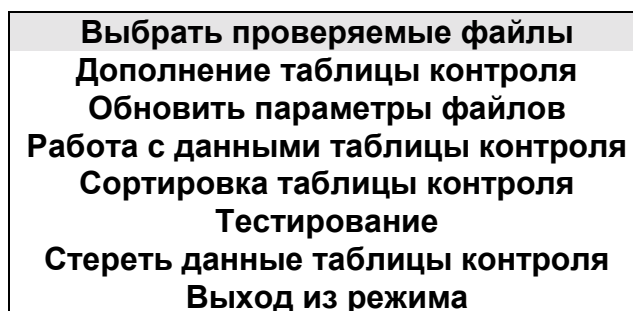 Выбрать проверяемые файлы
Дополнение таблицы контроля
Обновить параметры файлов
Работа с данными таблицы контроля
Сортировка таблицы контроля
Тестирование
Стереть данные таблицы контроля
Выход из режима